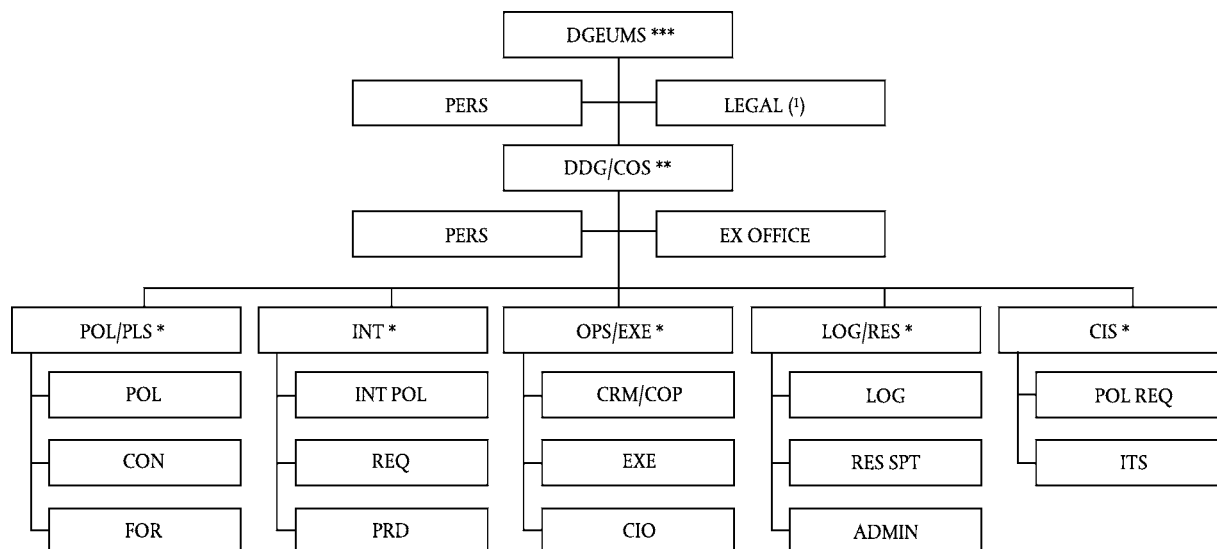 DGEUMS ***
PERS
LEGAL (¹)
DDG/COS **
PERS
EX OFFICE
POL/PLS *
INT *
OPS/EXE *
LOG/RES *
CIS *
POL
INT POL
CRM/COP
LOG
POL REQ
CON
REQ
EXE
RES SPT
ITS
FOR
PRD
CIO
ADMIN